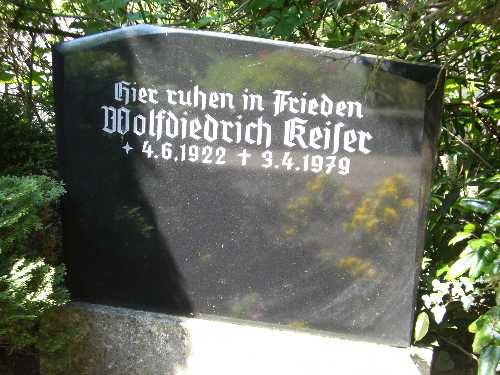 Hier ruhen in Frieden
Wolfdiedrich Keiſer
* 4.6.1922 † 3.4.1979